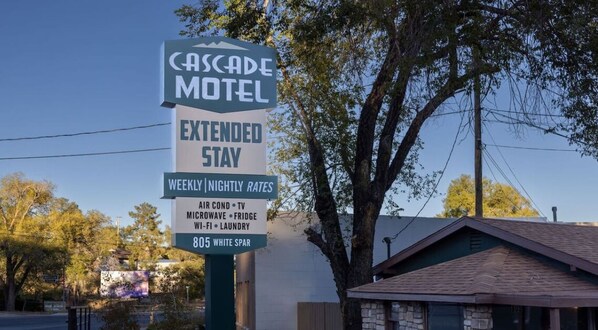 CASCADE
MOTEL
EXTENDED
STAY
WEEKLY | NIGHTLY RATES
AIR COND • TV
MICROWAVE • FRIDGE
WI-FI • LAUNDRY
805 WHITE SPAR